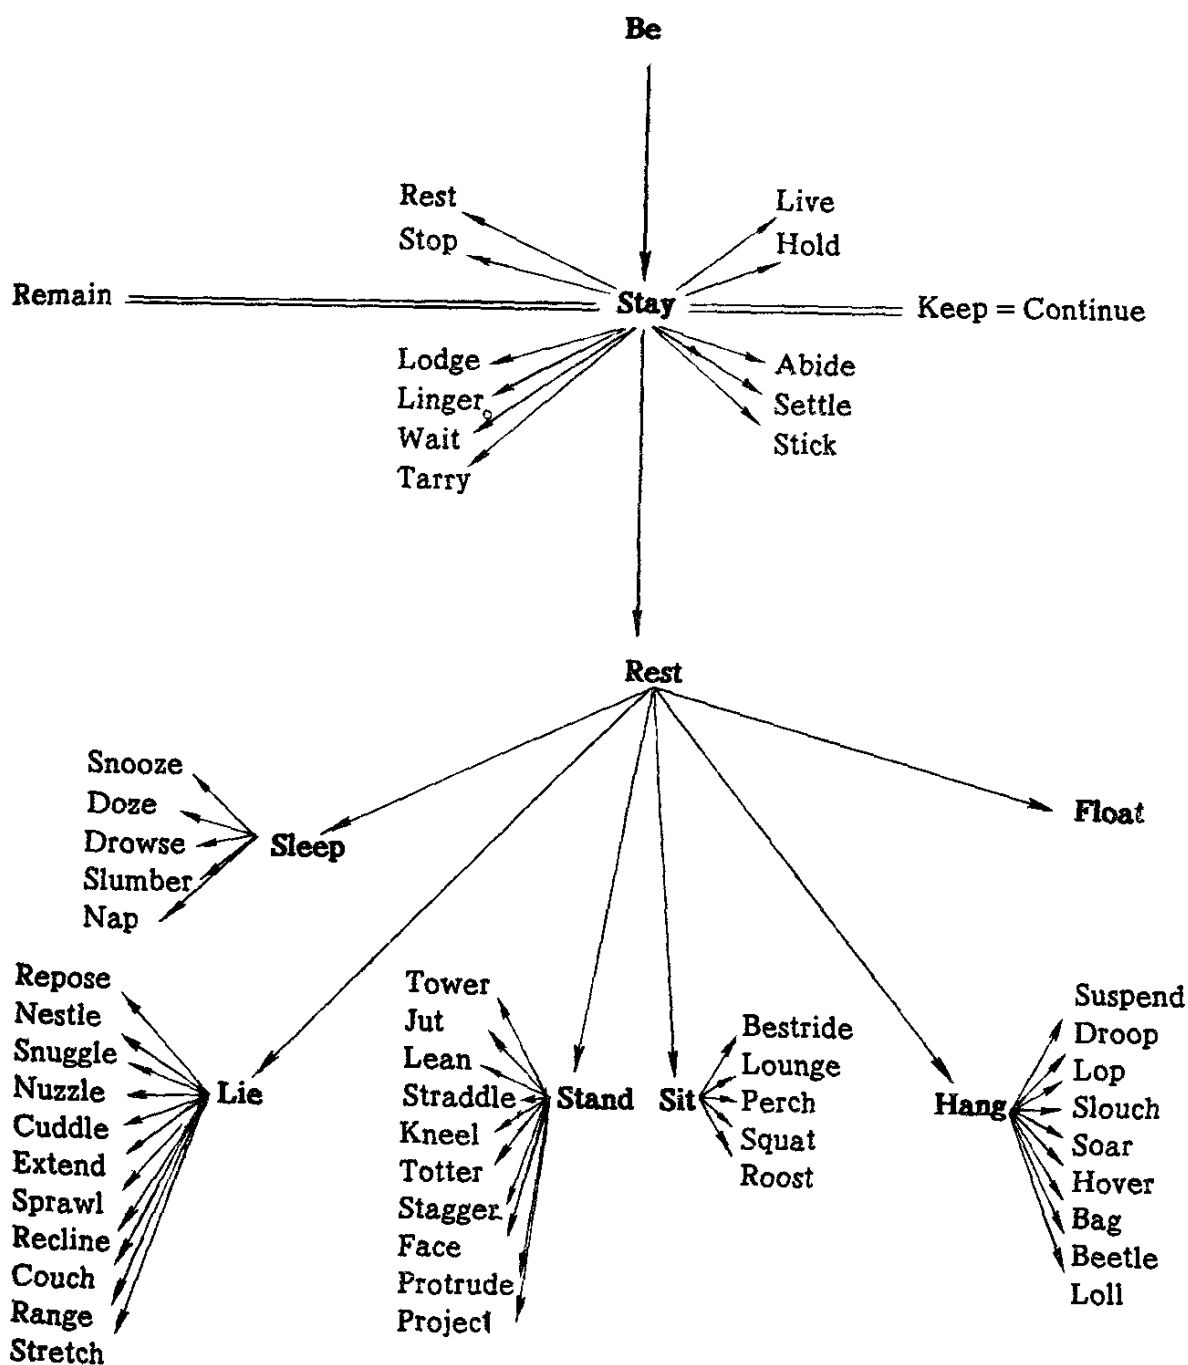 Be
Rest
Stop
Live
Hold
Remain
Stay
Keep = Continue
Lodge
Linger
Wait
Tarry
Abide
Settle
Stick
Rest
Snooze
Doze
Drowse
Slumber
Nap
Sleep
Float
Repose
Nestle
Snuggle
Nuzzle
Cuddle
Extend
Sprawl
Recline
Couch
Range
Stretch
Lie
Tower
Jut
Lean
Straddle
Kneel
Totter
Stagger
Face
Protrude
Project
Stand
Sit
Bestride
Lounge
Perch
Squat
Roost
Hang
Suspend
Droop
Lop
Slouch
Soar
Hover
Bag
Beetle
Loll